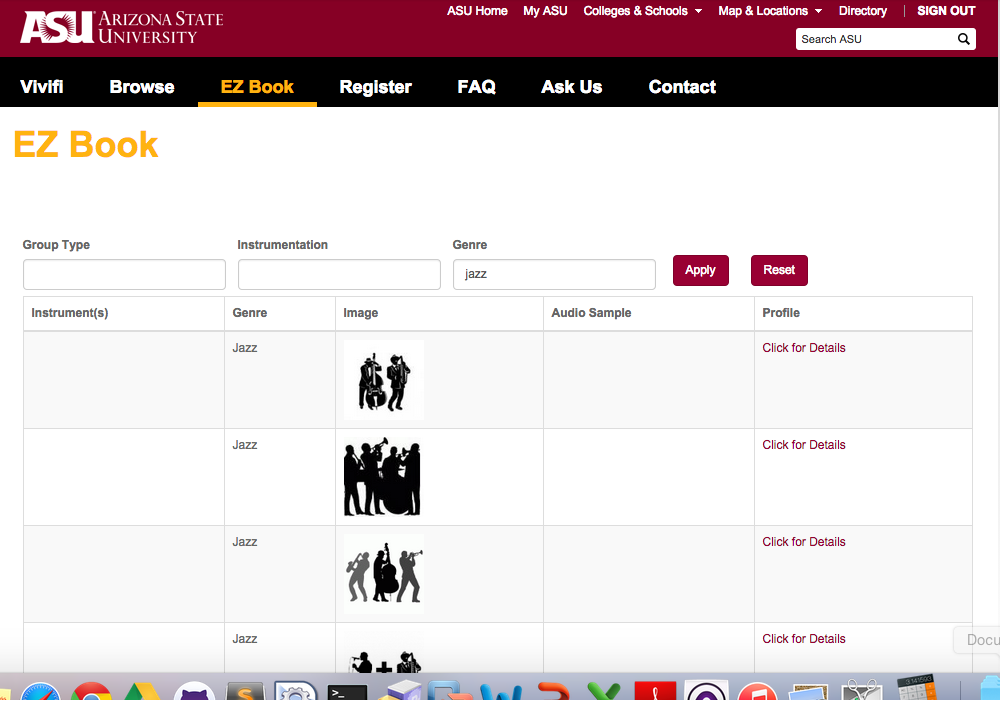 ASU ARIZONA STATE UNIVERSITY
ASU Home My ASU Colleges & Schools Map & Locations Directory | SIGN OUT
Search ASU
Vivifi Browse EZ Book Register FAQ Ask Us Contact
EZ Book
Group Type Instrumentation Genre
jazz Apply Reset
Instrument(s) Genre Image Audio Sample Profile
Jazz Click for Details
Jazz Click for Details
Jazz Click for Details
Jazz Click for Details
Docu
3.141593